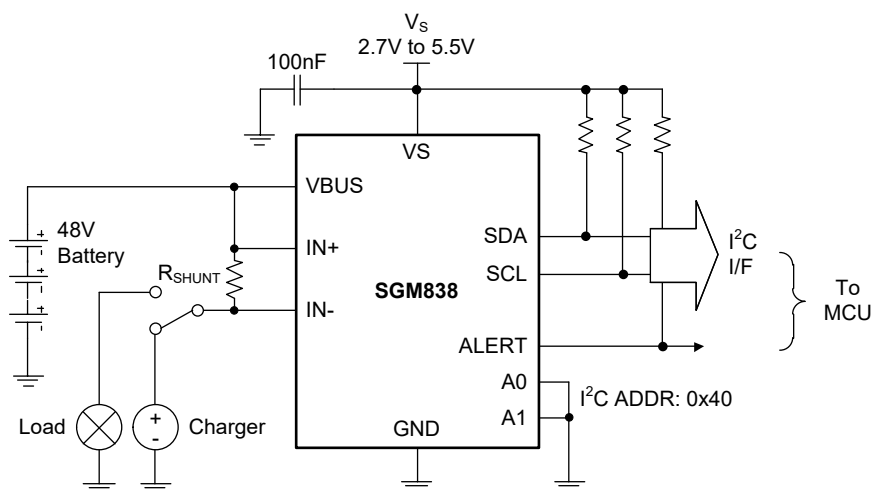 VS
2.7V to 5.5V
100nF
VS
VBUS
48V
Battery
IN+
RSHUNT
IN-
SGM838
SDA
SCL
I²C
I/F
To
MCU
ALERT
A0
I²C ADDR: 0x40
A1
GND
Load
+
-
Charger